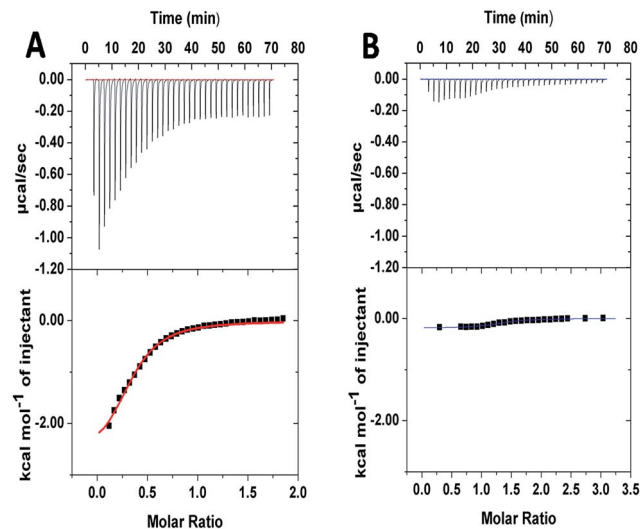 A
Time (min)
0 10 20 30 40 50 60 70 80
0.00
-0.20
-0.40
-0.60
-0.80
-1.00
-1.20
µcal/sec
0.00
-2.00
kcal mol⁻¹ of injectant
0.0 0.5 1.0 1.5 2.0
Molar Ratio
B
Time (min)
0 10 20 30 40 50 60 70 80
0.00
-0.20
-0.40
-0.60
-0.80
-1.00
-1.20
µcal/sec
0.00
-2.00
-4.00
kcal mol⁻¹ of injectant
0.0 0.5 1.0 1.5 2.0 2.5 3.0 3.5
Molar Ratio